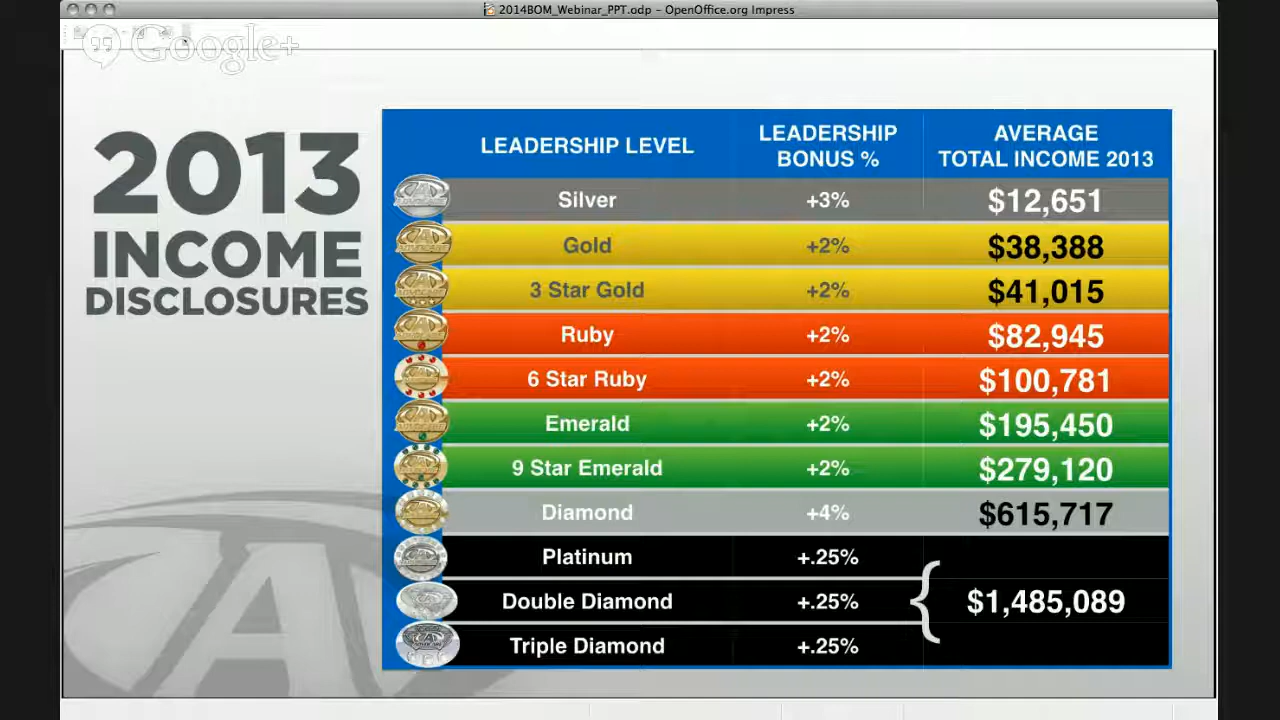 2014BOM_Webinar_PPT.odp - OpenOffice.org Impress
Google+
2013
INCOME
DISCLOSURES
LEADERSHIP LEVEL
LEADERSHIP
BONUS %
AVERAGE
TOTAL INCOME 2013
Silver +3% $12,651
Gold +2% $38,388
3 Star Gold +2% $41,015
Ruby +2% $82,945
6 Star Ruby +2% $100,781
Emerald +2% $195,450
9 Star Emerald +2% $279,120
Diamond +4% $615,717
Platinum +.25%
Double Diamond +.25% $1,485,089
Triple Diamond +.25%